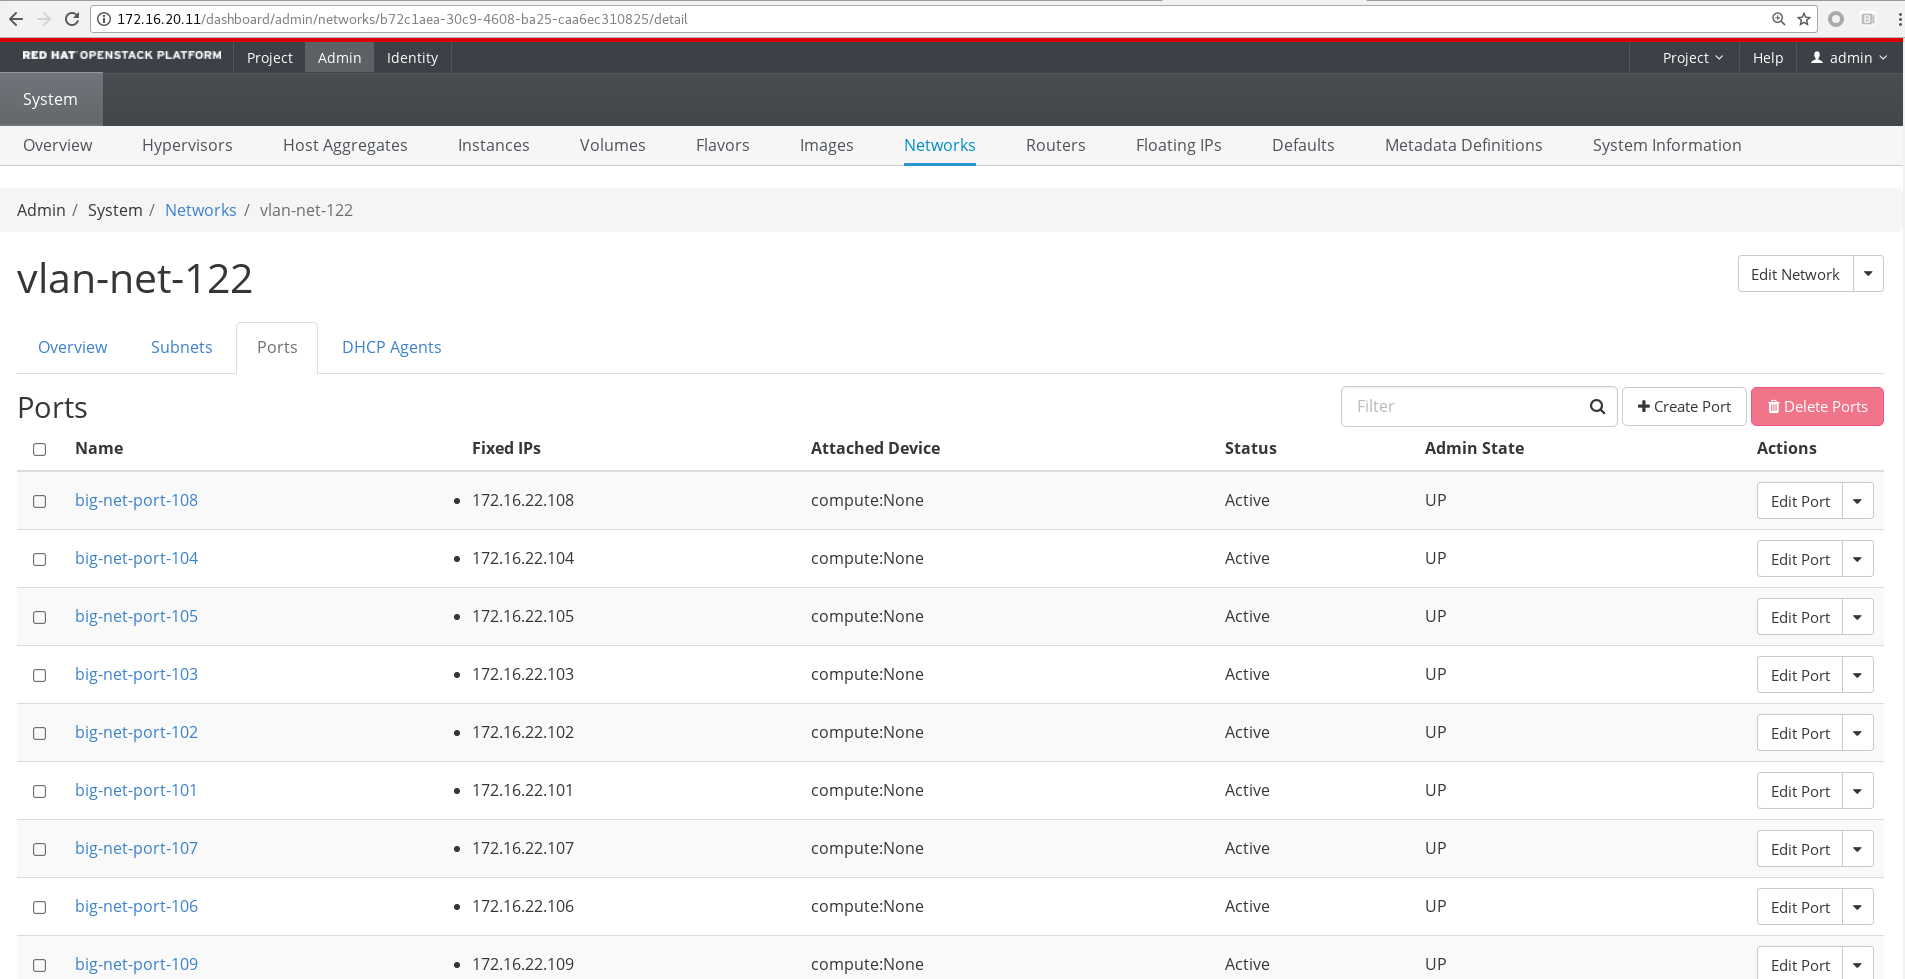 172.16.20.11/dashboard/admin/networks/b72c1aea-30c9-4608-ba25-caa6ec310825/detail
RED HAT OPENSTACK PLATFORM Project Admin Identity Project Help admin
System
Overview Hypervisors Host Aggregates Instances Volumes Flavors Images Networks Routers Floating IPs Defaults Metadata Definitions System Information
Admin / System / Networks / vlan-net-122
vlan-net-122 Edit Network
Overview Subnets Ports DHCP Agents
Ports Filter Create Port Delete Ports
Name Fixed IPs Attached Device Status Admin State Actions
big-net-port-108 • 172.16.22.108 compute:None Active UP Edit Port
big-net-port-104 • 172.16.22.104 compute:None Active UP Edit Port
big-net-port-105 • 172.16.22.105 compute:None Active UP Edit Port
big-net-port-103 • 172.16.22.103 compute:None Active UP Edit Port
big-net-port-102 • 172.16.22.102 compute:None Active UP Edit Port
big-net-port-101 • 172.16.22.101 compute:None Active UP Edit Port
big-net-port-107 • 172.16.22.107 compute:None Active UP Edit Port
big-net-port-106 • 172.16.22.106 compute:None Active UP Edit Port
big-net-port-109 • 172.16.22.109 compute:None Active UP Edit Port